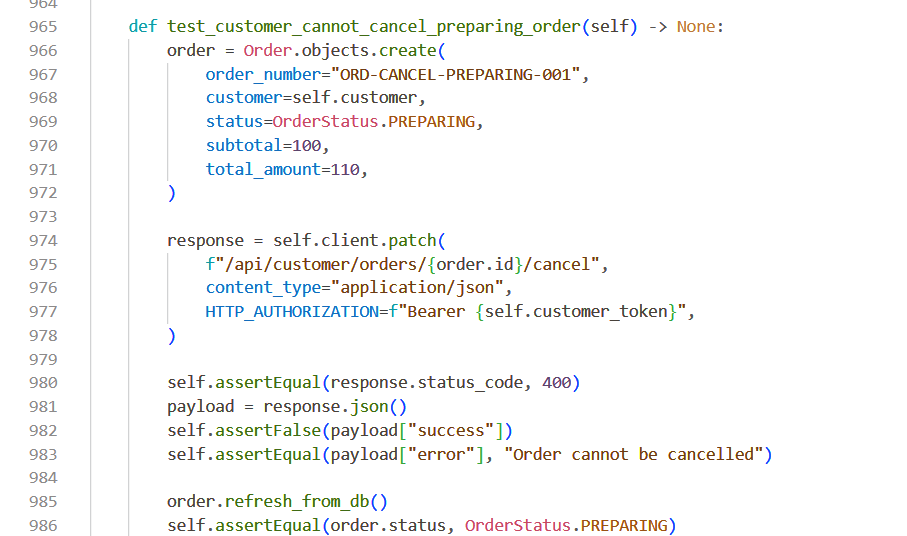 964
965 def test_customer_cannot_cancel_preparing_order(self) -> None:
966 order = Order.objects.create(
967 order_number="ORD-CANCEL-PREPARING-001",
968 customer=self.customer,
969 status=OrderStatus.PREPARING,
970 subtotal=100,
971 total_amount=110,
972 )
973
974 response = self.client.patch(
975 f"/api/customer/orders/{order.id}/cancel",
976 content_type="application/json",
977 HTTP_AUTHORIZATION=f"Bearer {self.customer_token}",
978 )
979
980 self.assertEqual(response.status_code, 400)
981 payload = response.json()
982 self.assertFalse(payload["success"])
983 self.assertEqual(payload["error"], "Order cannot be cancelled")
984
985 order.refresh_from_db()
986 self.assertEqual(order.status, OrderStatus.PREPARING)